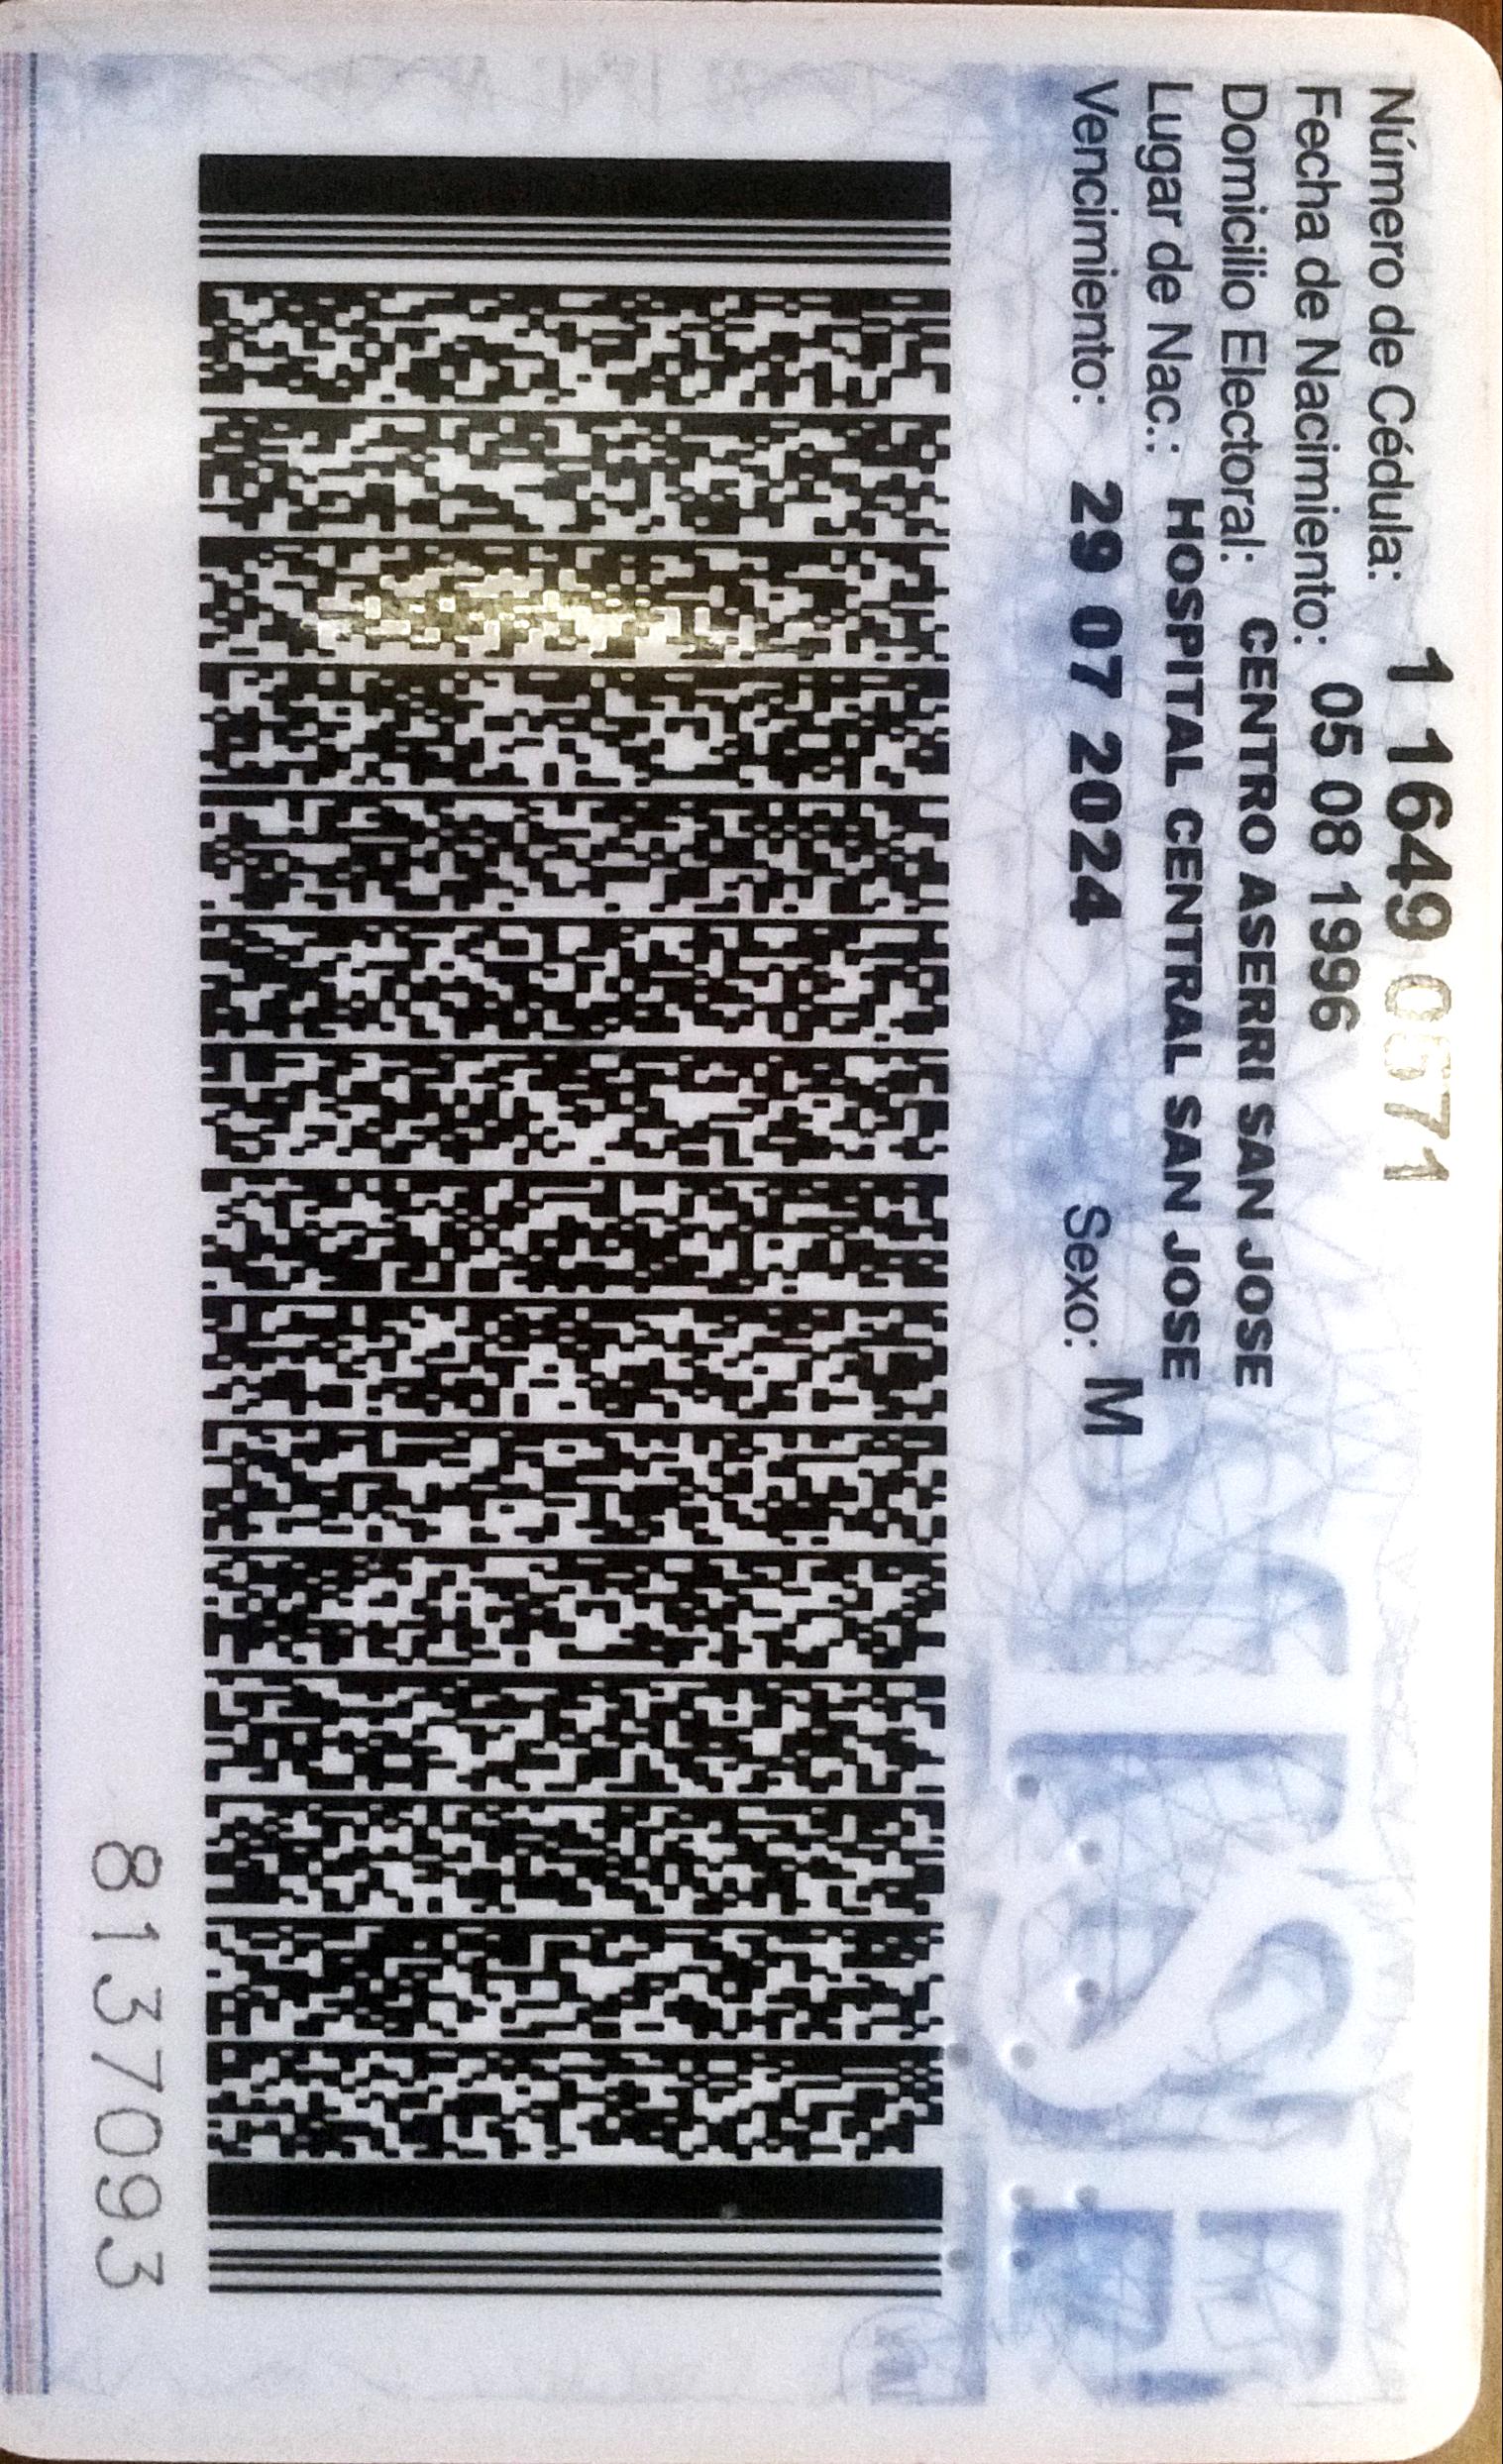 Número de Cédula: 1 1649 0571
Fecha de Nacimiento: 05 08 1996
Domicilio Electoral: CENTRO ASERRI SAN JOSE
Lugar de Nac.: HOSPITAL CENTRAL SAN JOSE
Vencimiento: 29 07 2024 Sexo: M
TSE
8137093